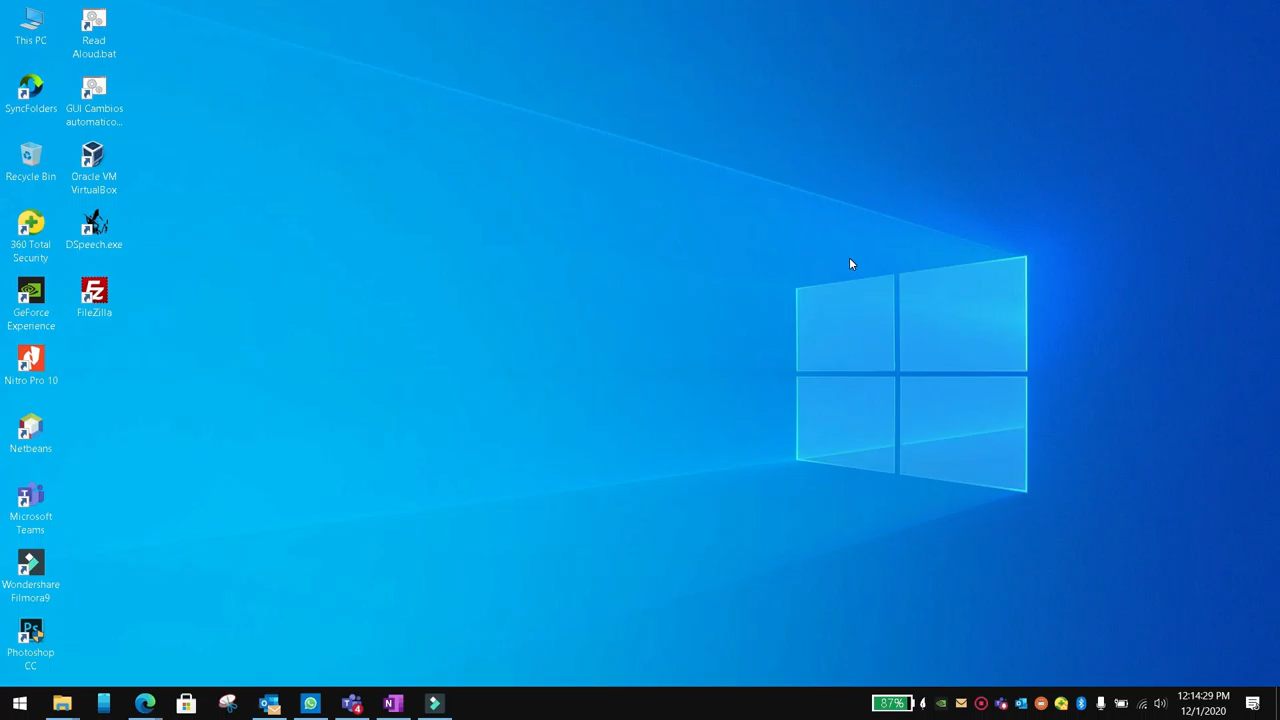 This PC
SyncFolders
Recycle Bin
360 Total
Security
GeForce
Experience
Nitro Pro 10
Netbeans
Microsoft
Teams
Wondershare
Filmora9
Ps
Photoshop
CC
Read
Aloud.bat
GUI Cambios
automatico...
Oracle VM
VirtualBox
DSpeech.exe
FileZilla
4
87%
12:14:29 PM
12/1/2020